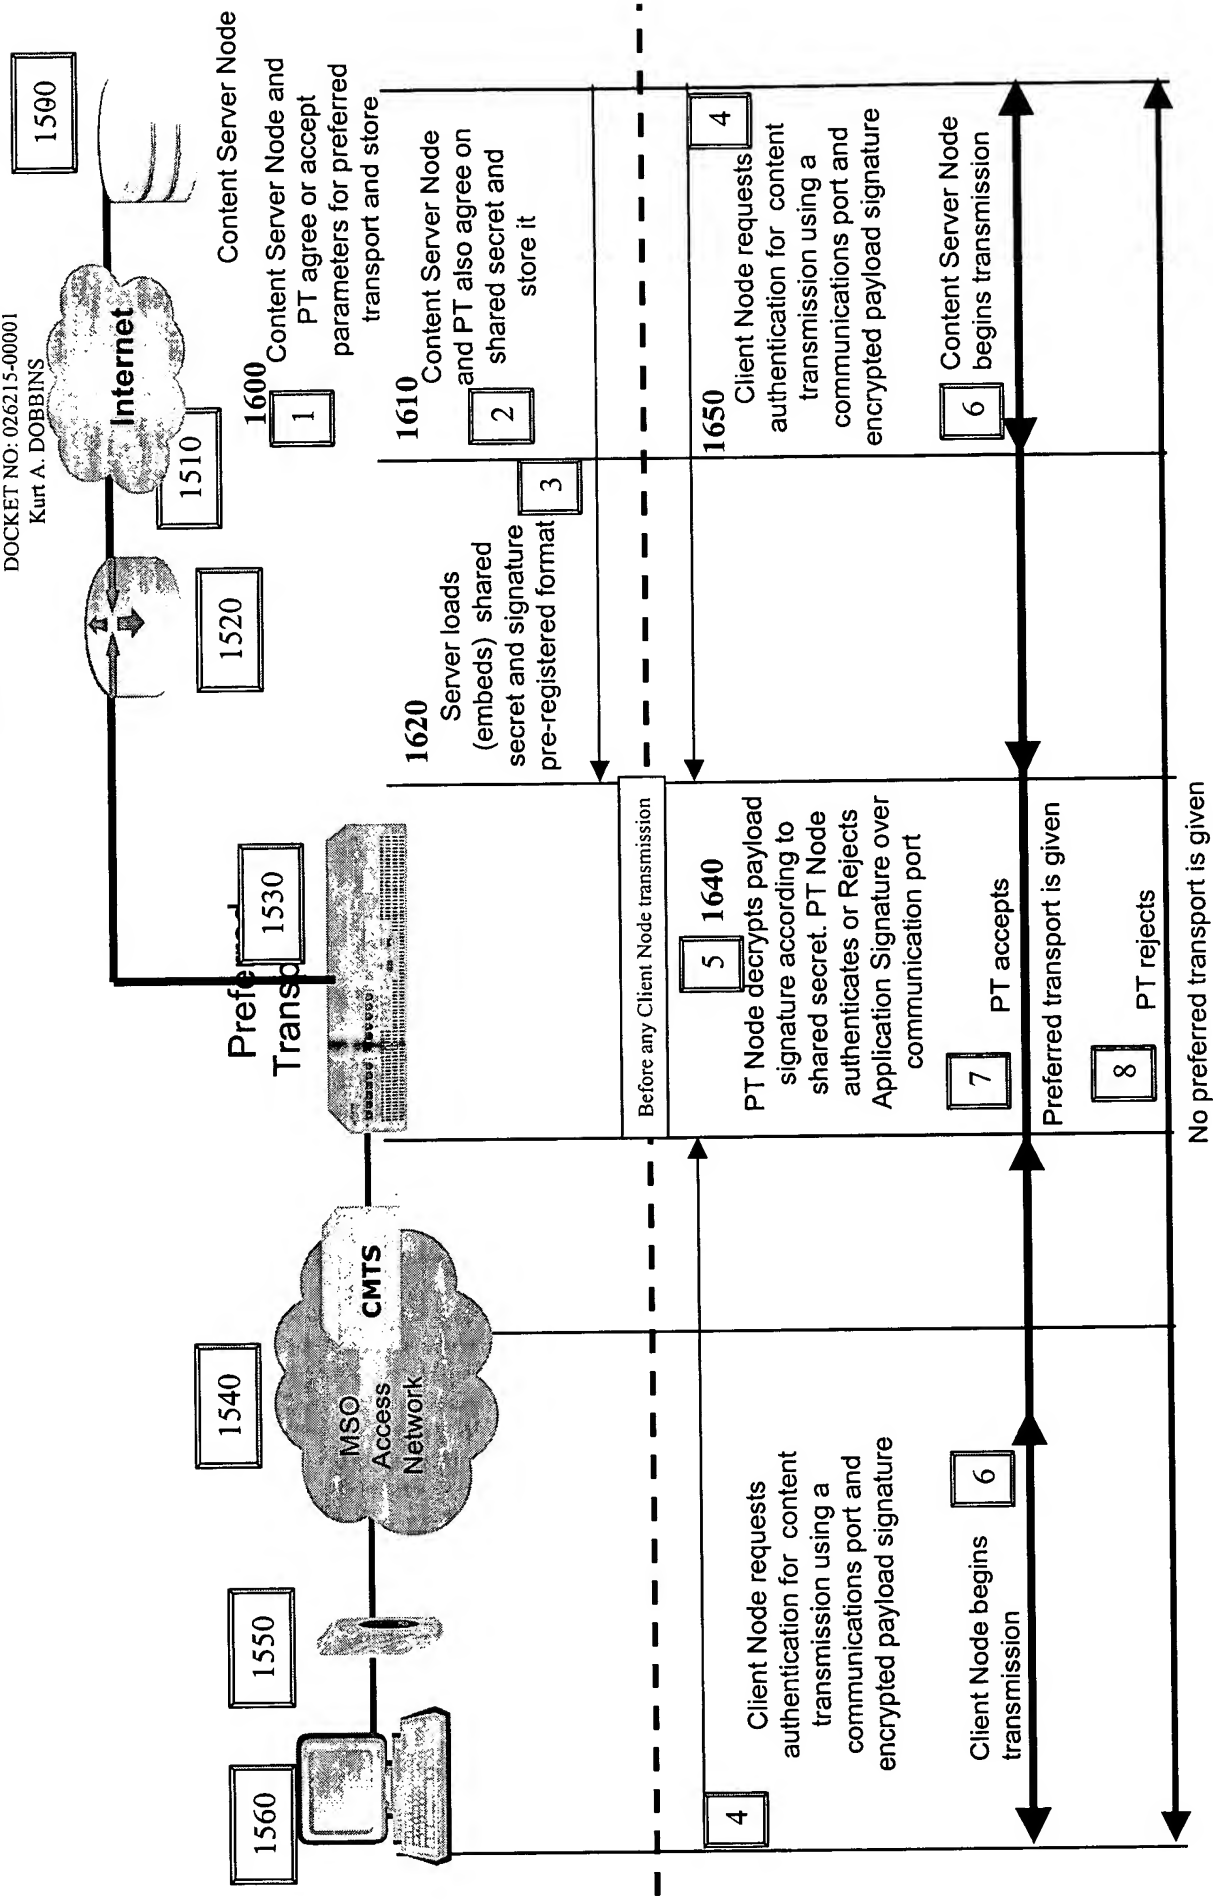 DOCKET NO: 026215-00001
Kurt A. DOBBINS
1560
1550
1540
MSO
Access
Network
CMTS
1530
1520
1510
Internet
1500
Content Server Node
1600
1
Content Server Node and
PT agree or accept
parameters for preferred
transport and store
1610
2
Content Server Node
and PT also agree on
shared secret and
store it
1620
3
Server loads
(embeds) shared
secret and signature
pre-registered format
Before any Client Node transmission
4
Client Node requests
authentication for content
transmission using a
communications port and
encrypted payload signature
5
1640
PT Node decrypts payload
signature according to
shared secret. PT Node
authenticates or Rejects
Application Signature over
communication port
1650
4
Client Node requests
authentication for content
transmission using a
communications port and
encrypted payload signature
Client Node begins
transmission
6
7
PT accepts
Preferred transport is given
6
Content Server Node
begins transmission
8
PT rejects
No preferred transport is given